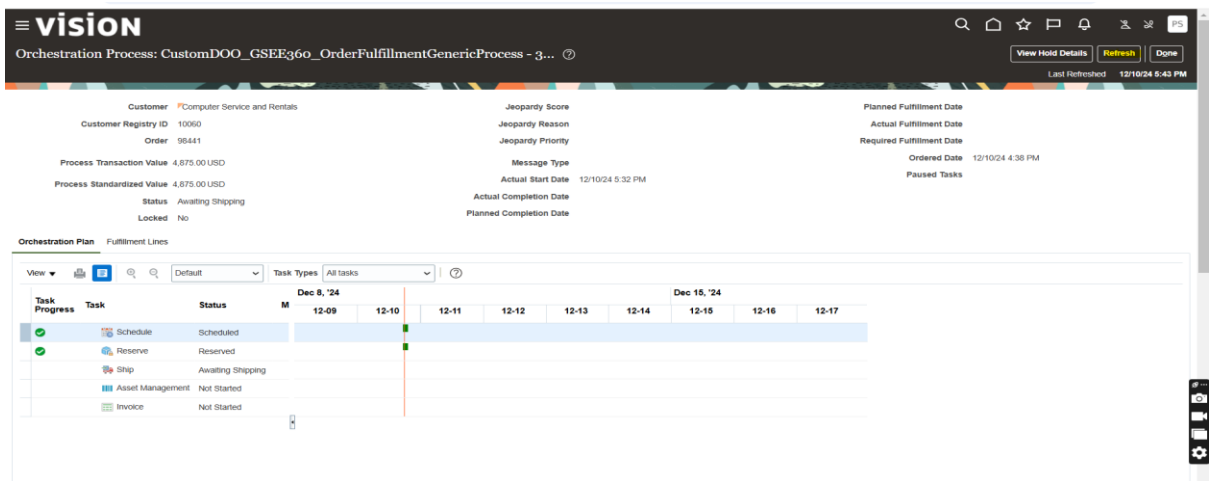 vision
PS
Orchestration Process: CustomDOO_GSEE360_OrderFulfillmentGenericProcess - 3...
View Hold Details Refresh Done
Last Refreshed 12/10/24 5:43 PM
Customer Computer Service and Rentals
Customer Registry ID 10060
Order 98441
Process Transaction Value 4,875.00 USD
Process Standardized Value 4,875.00 USD
Status Awaiting Shipping
Locked No
Jeopardy Score
Jeopardy Reason
Jeopardy Priority
Message Type
Actual Start Date 12/10/24 5:32 PM
Actual Completion Date
Planned Completion Date
Planned Fulfillment Date
Actual Fulfillment Date
Required Fulfillment Date
Ordered Date 12/10/24 4:38 PM
Paused Tasks
Orchestration Plan Fulfillment Lines
View Default Task Types All tasks
Task Progress Task Status M
Dec 8, '24 Dec 15, '24
12-09 12-10 12-11 12-12 12-13 12-14 12-15 12-16 12-17
Schedule Scheduled
Reserve Reserved
Ship Awaiting Shipping
Asset Management Not Started
Invoice Not Started